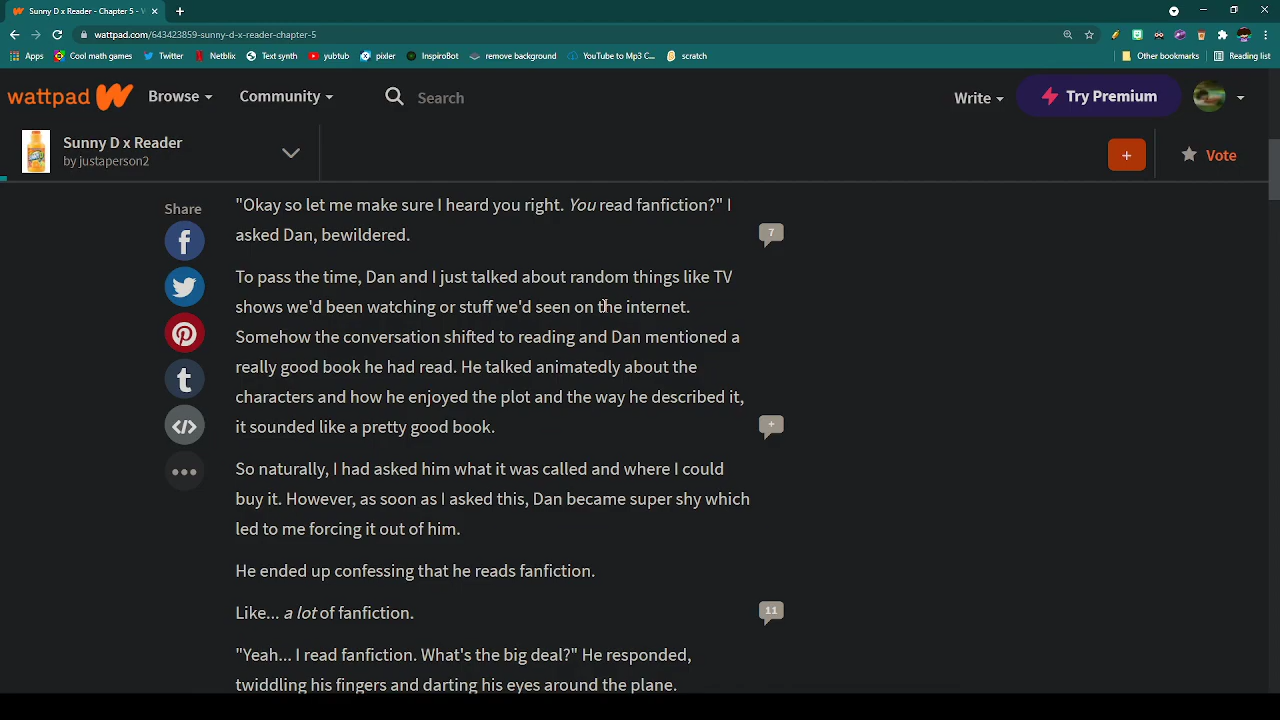 Sunny D x Reader - Chapter 5 - W
wattpad.com/643423859-sunny-d-x-reader-chapter-5
Apps Cool math games Twitter Netblix Text synth yubtub pixler InspiroBot remove background YouTube to Mp3 C... scratch Other bookmarks Reading list
wattpad Browse Community Search Write Try Premium
Sunny D x Reader
by justaperson2
+ Vote
Share
"Okay so let me make sure I heard you right. You read fanfiction?" I
asked Dan, bewildered.
7
To pass the time, Dan and I just talked about random things like TV
shows we'd been watching or stuff we'd seen on the internet.
Somehow the conversation shifted to reading and Dan mentioned a
really good book he had read. He talked animatedly about the
characters and how he enjoyed the plot and the way he described it,
it sounded like a pretty good book.
+
So naturally, I had asked him what it was called and where I could
buy it. However, as soon as I asked this, Dan became super shy which
led to me forcing it out of him.
He ended up confessing that he reads fanfiction.
Like... a lot of fanfiction.
11
"Yeah... I read fanfiction. What's the big deal?" He responded,
twiddling his fingers and darting his eyes around the plane.